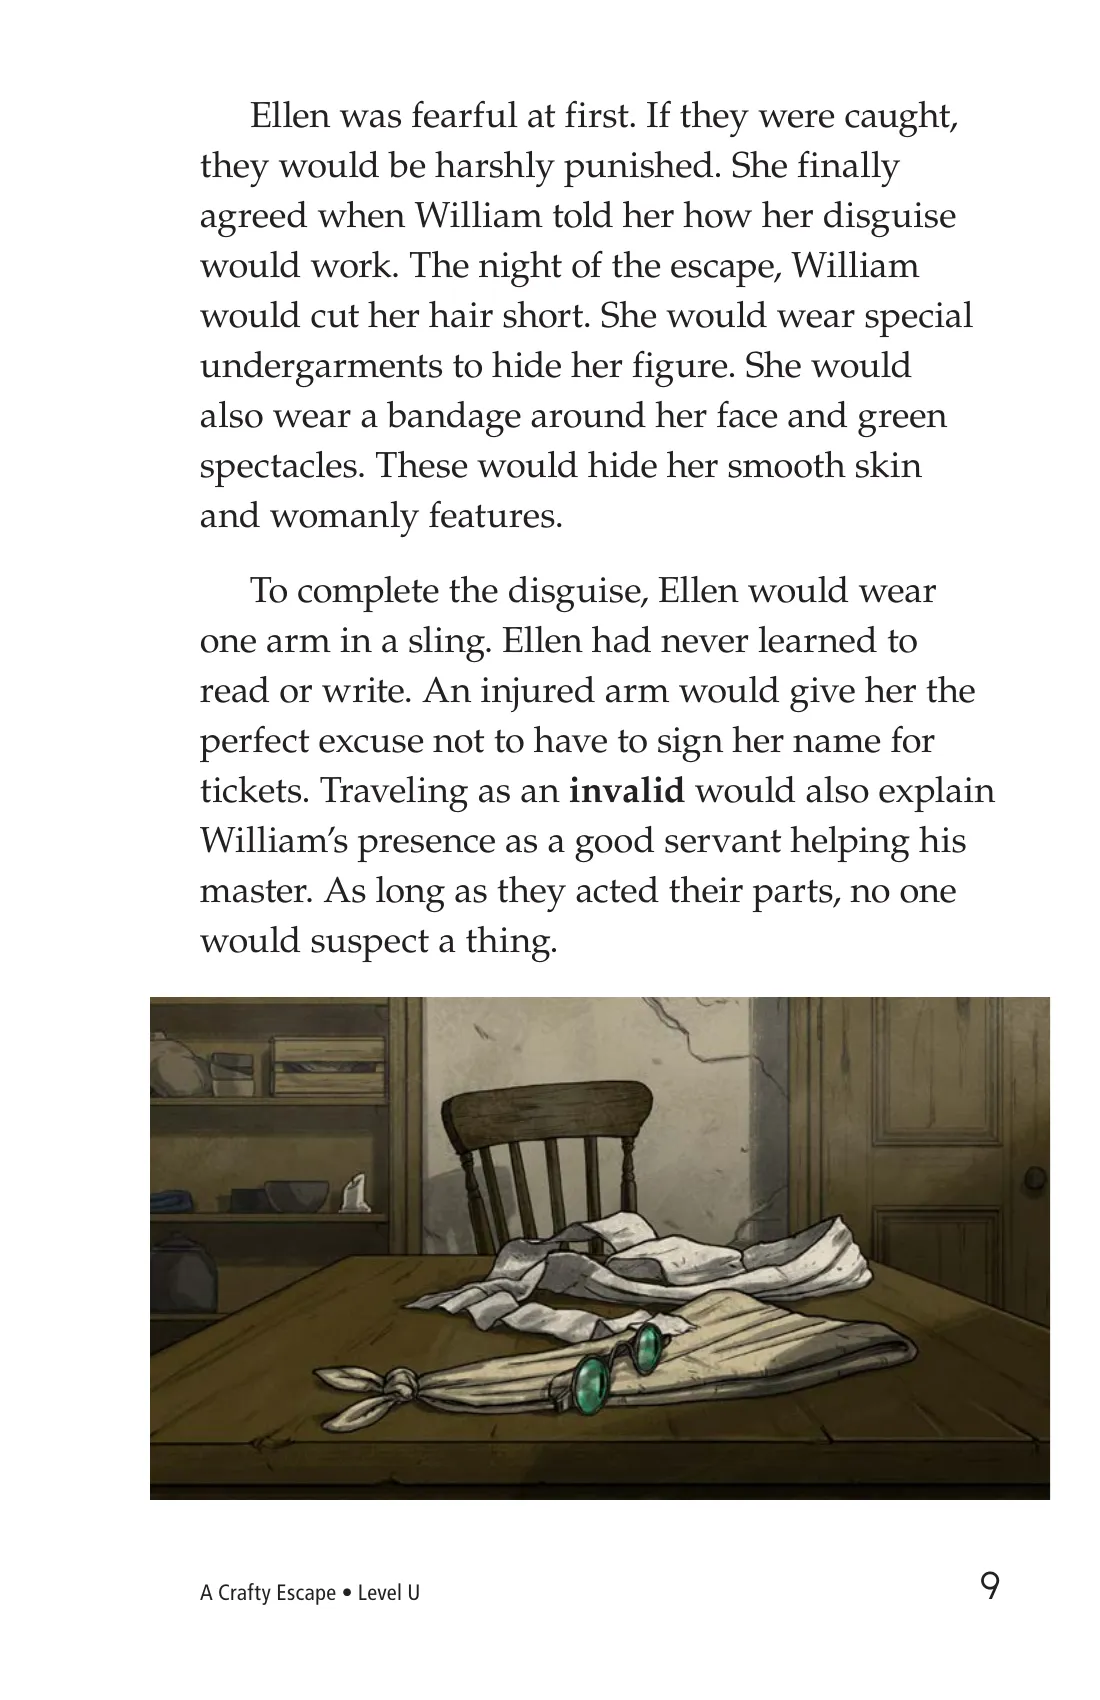 Ellen was fearful at first. If they were caught,
they would be harshly punished. She finally
agreed when William told her how her disguise
would work. The night of the escape, William
would cut her hair short. She would wear special
undergarments to hide her figure. She would
also wear a bandage around her face and green
spectacles. These would hide her smooth skin
and womanly features.
To complete the disguise, Ellen would wear
one arm in a sling. Ellen had never learned to
read or write. An injured arm would give her the
perfect excuse not to have to sign her name for
tickets. Traveling as an invalid would also explain
William’s presence as a good servant helping his
master. As long as they acted their parts, no one
would suspect a thing.
A Crafty Escape • Level U
9